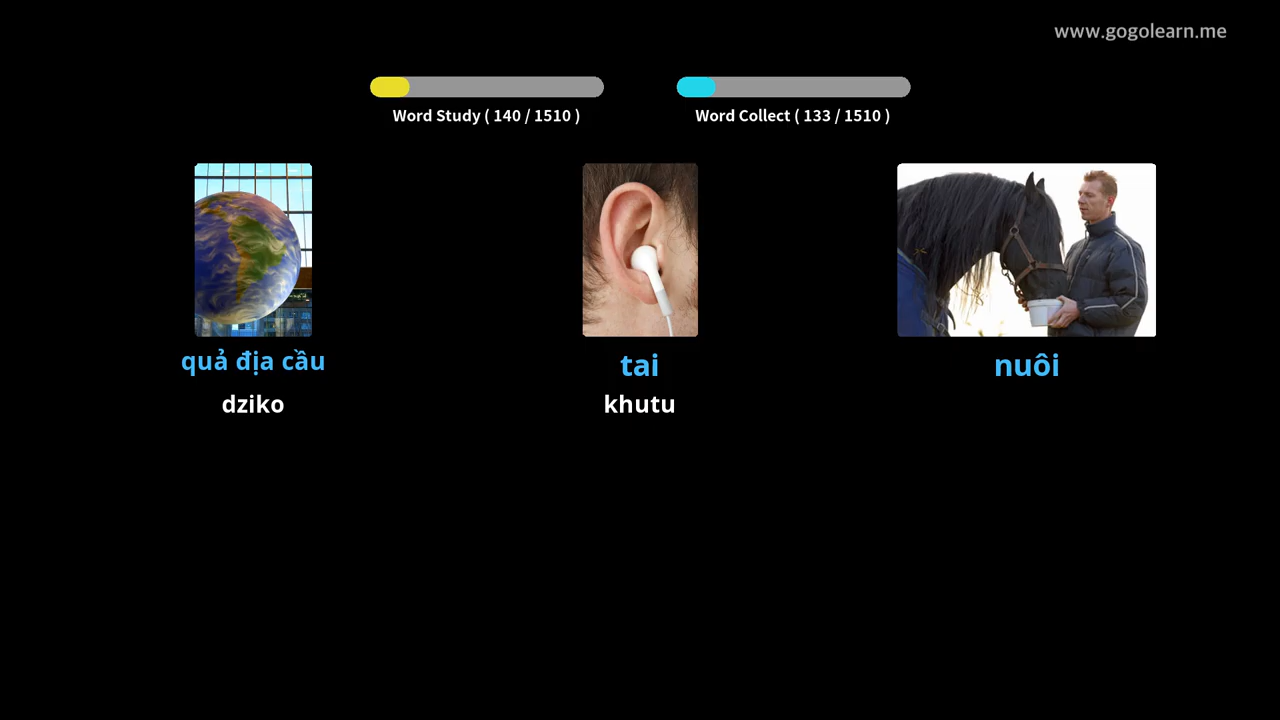 www.gogolearn.me
Word Study ( 140 / 1510 )
Word Collect ( 133 / 1510 )
quả địa cầu
dziko
tai
khutu
nuôi